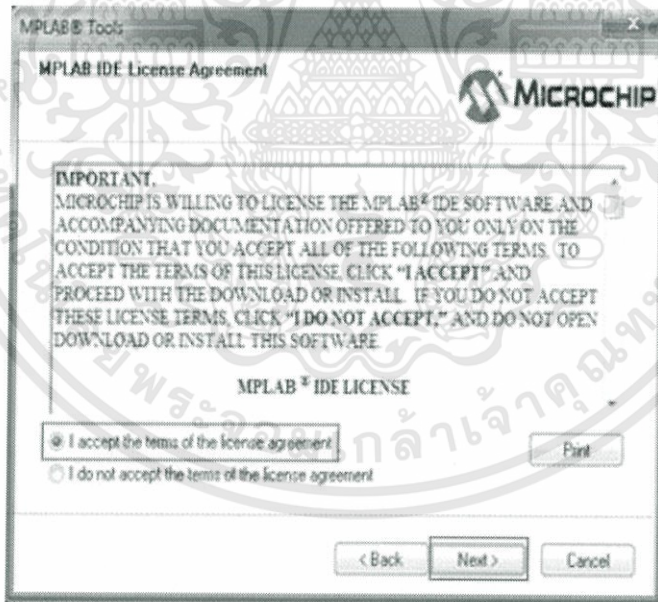 MPLAB® Tools
MPLAB IDE License Agreement
MICROCHIP
IMPORTANT.
MICROCHIP IS WILLING TO LICENSE THE MPLAB® IDE SOFTWARE AND
ACCOMPANYING DOCUMENTATION OFFERED TO YOU ONLY ON THE
CONDITION THAT YOU ACCEPT ALL OF THE FOLLOWING TERMS. TO
ACCEPT THE TERMS OF THIS LICENSE, CLICK "I ACCEPT" AND
PROCEED WITH THE DOWNLOAD OR INSTALL. IF YOU DO NOT ACCEPT
THESE LICENSE TERMS, CLICK "I DO NOT ACCEPT," AND DO NOT OPEN
DOWNLOAD OR INSTALL THIS SOFTWARE.
MPLAB ® IDE LICENSE
I accept the terms of the license agreement
Print
I do not accept the terms of the license agreement
< Back
Next >
Cancel